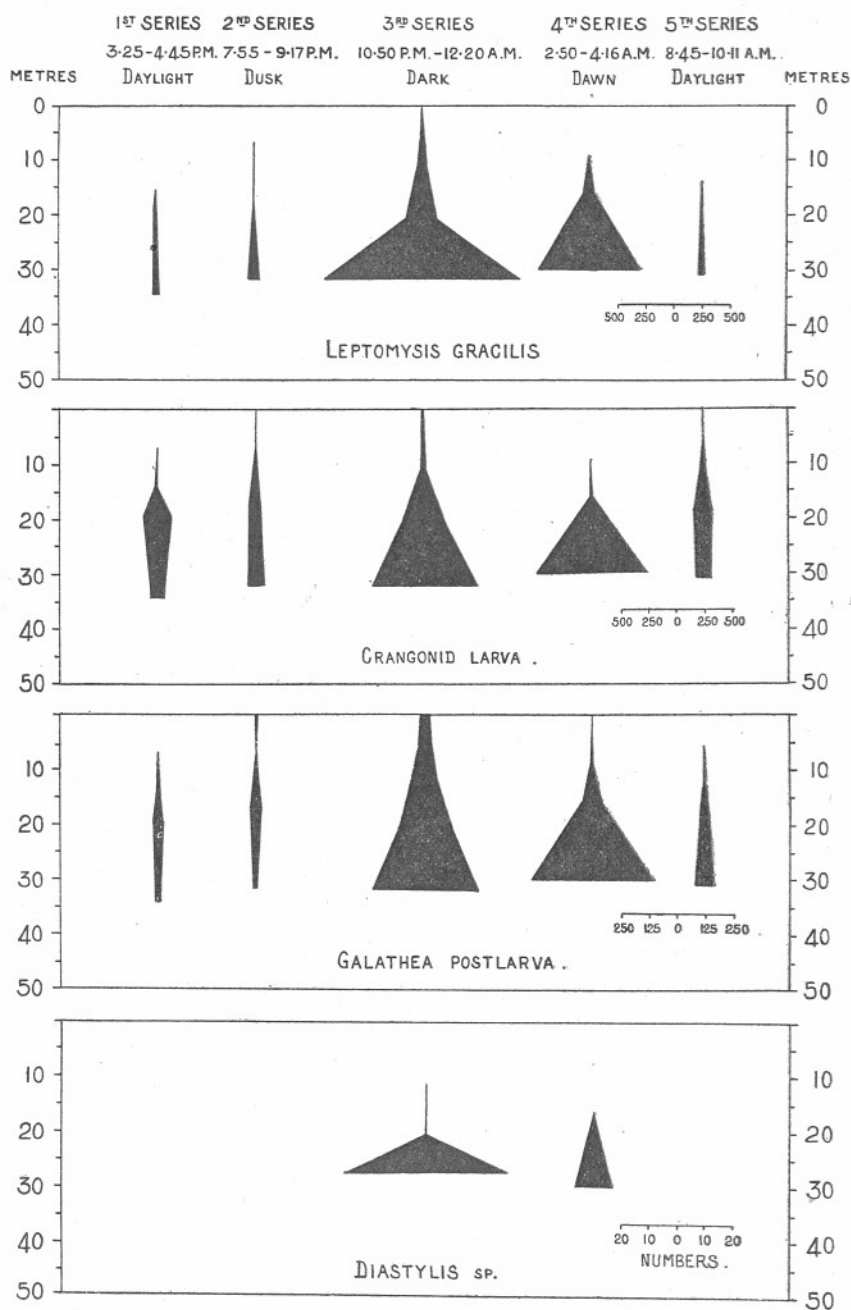 1ST SERIES 2ND SERIES 3RD SERIES 4TH SERIES 5TH SERIES
3·25-4·45P.M. 7·55-9·17P.M. 10·50 P.M.-12·20 A.M. 2·50-4·16A.M. 8·45-10·11 A.M.
METRES DAYLIGHT DUSK DARK DAWN DAYLIGHT METRES
0 0
10 10
20 20
30 30
500 250 0 250 500
40 40
LEPTOMYSIS GRACILIS
50 50
10 10
20 20
30 30
500 250 0 250 500
40 40
CRANGONID LARVA.
50 50
10 10
20 20
30 30
250 125 0 125 250
40 40
GALATHEA POSTLARVA.
50 50
10 10
20 20
30 30
20 10 0 10 20
40 NUMBERS. 40
DIASTYLIS SP.
50 50